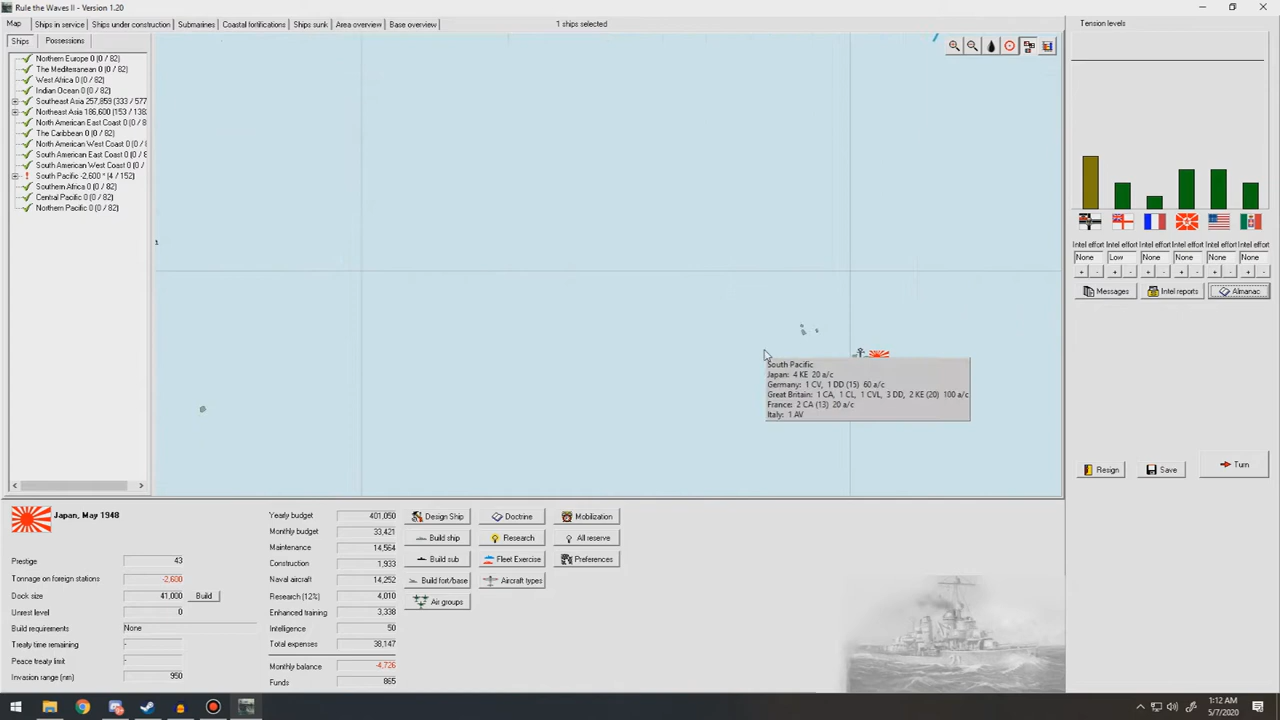 Rule the Waves II - Version 1.20
Map Ships in service Ships under construction Submarines Coastal fortifications Ships sunk Area overview Base overview
1 ships selected
Tension levels
Ships Possessions
Northern Europe 0 (0 / 82)
The Mediterranean 0 (0 / 82)
West Africa 0 (0 / 82)
Indian Ocean 0 (0 / 82)
Southeast Asia 257,859 (333 / 577
Northeast Asia 186,600 (153 / 138
North American East Coast 0 (0 / 8
The Caribbean 0 (0 / 82)
North American West Coast 0 (0 / 8
South American East Coast 0 (0 / 8
South American West Coast 0 (0 /
South Pacific -2,600 * (4 / 152)
Southern Africa 0 (0 / 82)
Central Pacific 0 (0 / 82)
Northern Pacific 0 (0 / 82)
1
South Pacific
Japan: 4 KE 20 a/c
Germany: 1 CV, 1 DD (15) 60 a/c
Great Britain: 1 CA, 1 CL, 1 CVL, 3 DD, 2 KE (20) 100 a/c
France: 2 CA (13) 20 a/c
Italy: 1 AV
Intel effort Intel effort Intel effort Intel effort Intel effort Intel effort
None Low None None None None
+ - + - + - + - + - + -
Messages Intel reports Almanac
Resign Save Turn
Japan, May 1948
Prestige 43
Tonnage on foreign stations -2,600
Dock size 41,000 Build
Unrest level 0
Build requirements None
Treaty time remaining -
Peace treaty limit -
Invasion range (nm) 950
Yearly budget 401,050
Monthly budget 33,421
Maintenance 14,564
Construction 1,933
Naval aircraft 14,252
Research (12%) 4,010
Enhanced training 3,338
Intelligence 50
Total expenses 38,147
Monthly balance -4,726
Funds 865
Design Ship Doctrine Mobilization
Build ship Research All reserve
Build sub Fleet Exercise Preferences
Build fort/base Aircraft types
Air groups
1:12 AM
5/7/2020